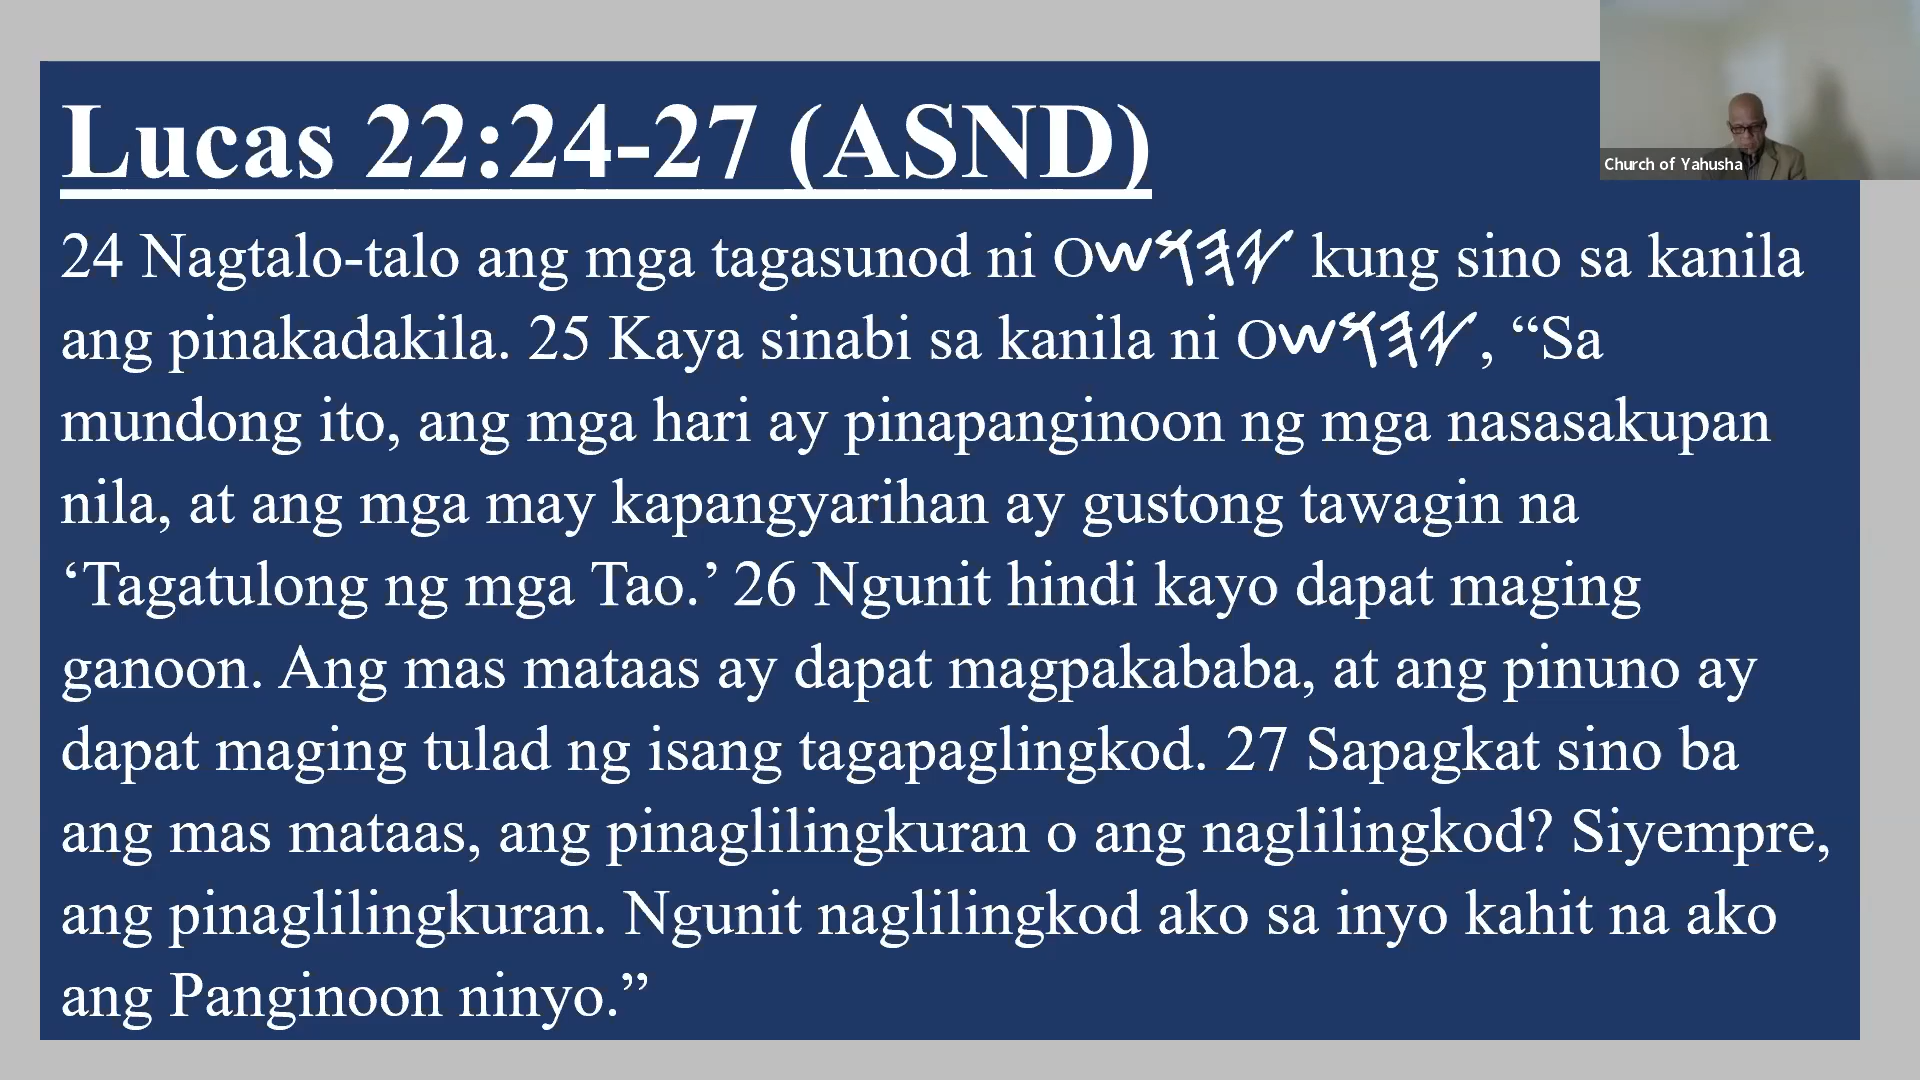 Church of Yahusha
Lucas 22:24-27 (ASND)
24 Nagtalo-talo ang mga tagasunod ni 𐤉𐤄𐤅𐤔𐤏 kung sino sa kanila
ang pinakadakila. 25 Kaya sinabi sa kanila ni 𐤉𐤄𐤅𐤔𐤏, “Sa
mundong ito, ang mga hari ay pinapanginoon ng mga nasasakupan
nila, at ang mga may kapangyarihan ay gustong tawagin na
‘Tagatulong ng mga Tao.’ 26 Ngunit hindi kayo dapat maging
ganoon. Ang mas mataas ay dapat magpakababa, at ang pinuno ay
dapat maging tulad ng isang tagapaglingkod. 27 Sapagkat sino ba
ang mas mataas, ang pinaglilingkuran o ang naglilingkod? Siyempre,
ang pinaglilingkuran. Ngunit naglilingkod ako sa inyo kahit na ako
ang Panginoon ninyo.”